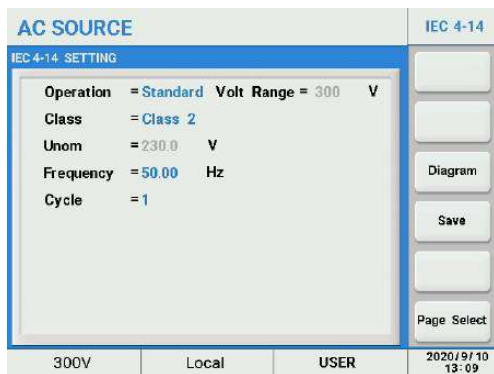 AC SOURCE
IEC 4-14
IEC 4-14 SETTING
Operation = Standard Volt Range = 300 V
Class = Class 2
Unom = 230.0 V
Frequency = 50.00 Hz
Cycle = 1
Diagram
Save
Page Select
300V Local USER 2020/9/10
13:09